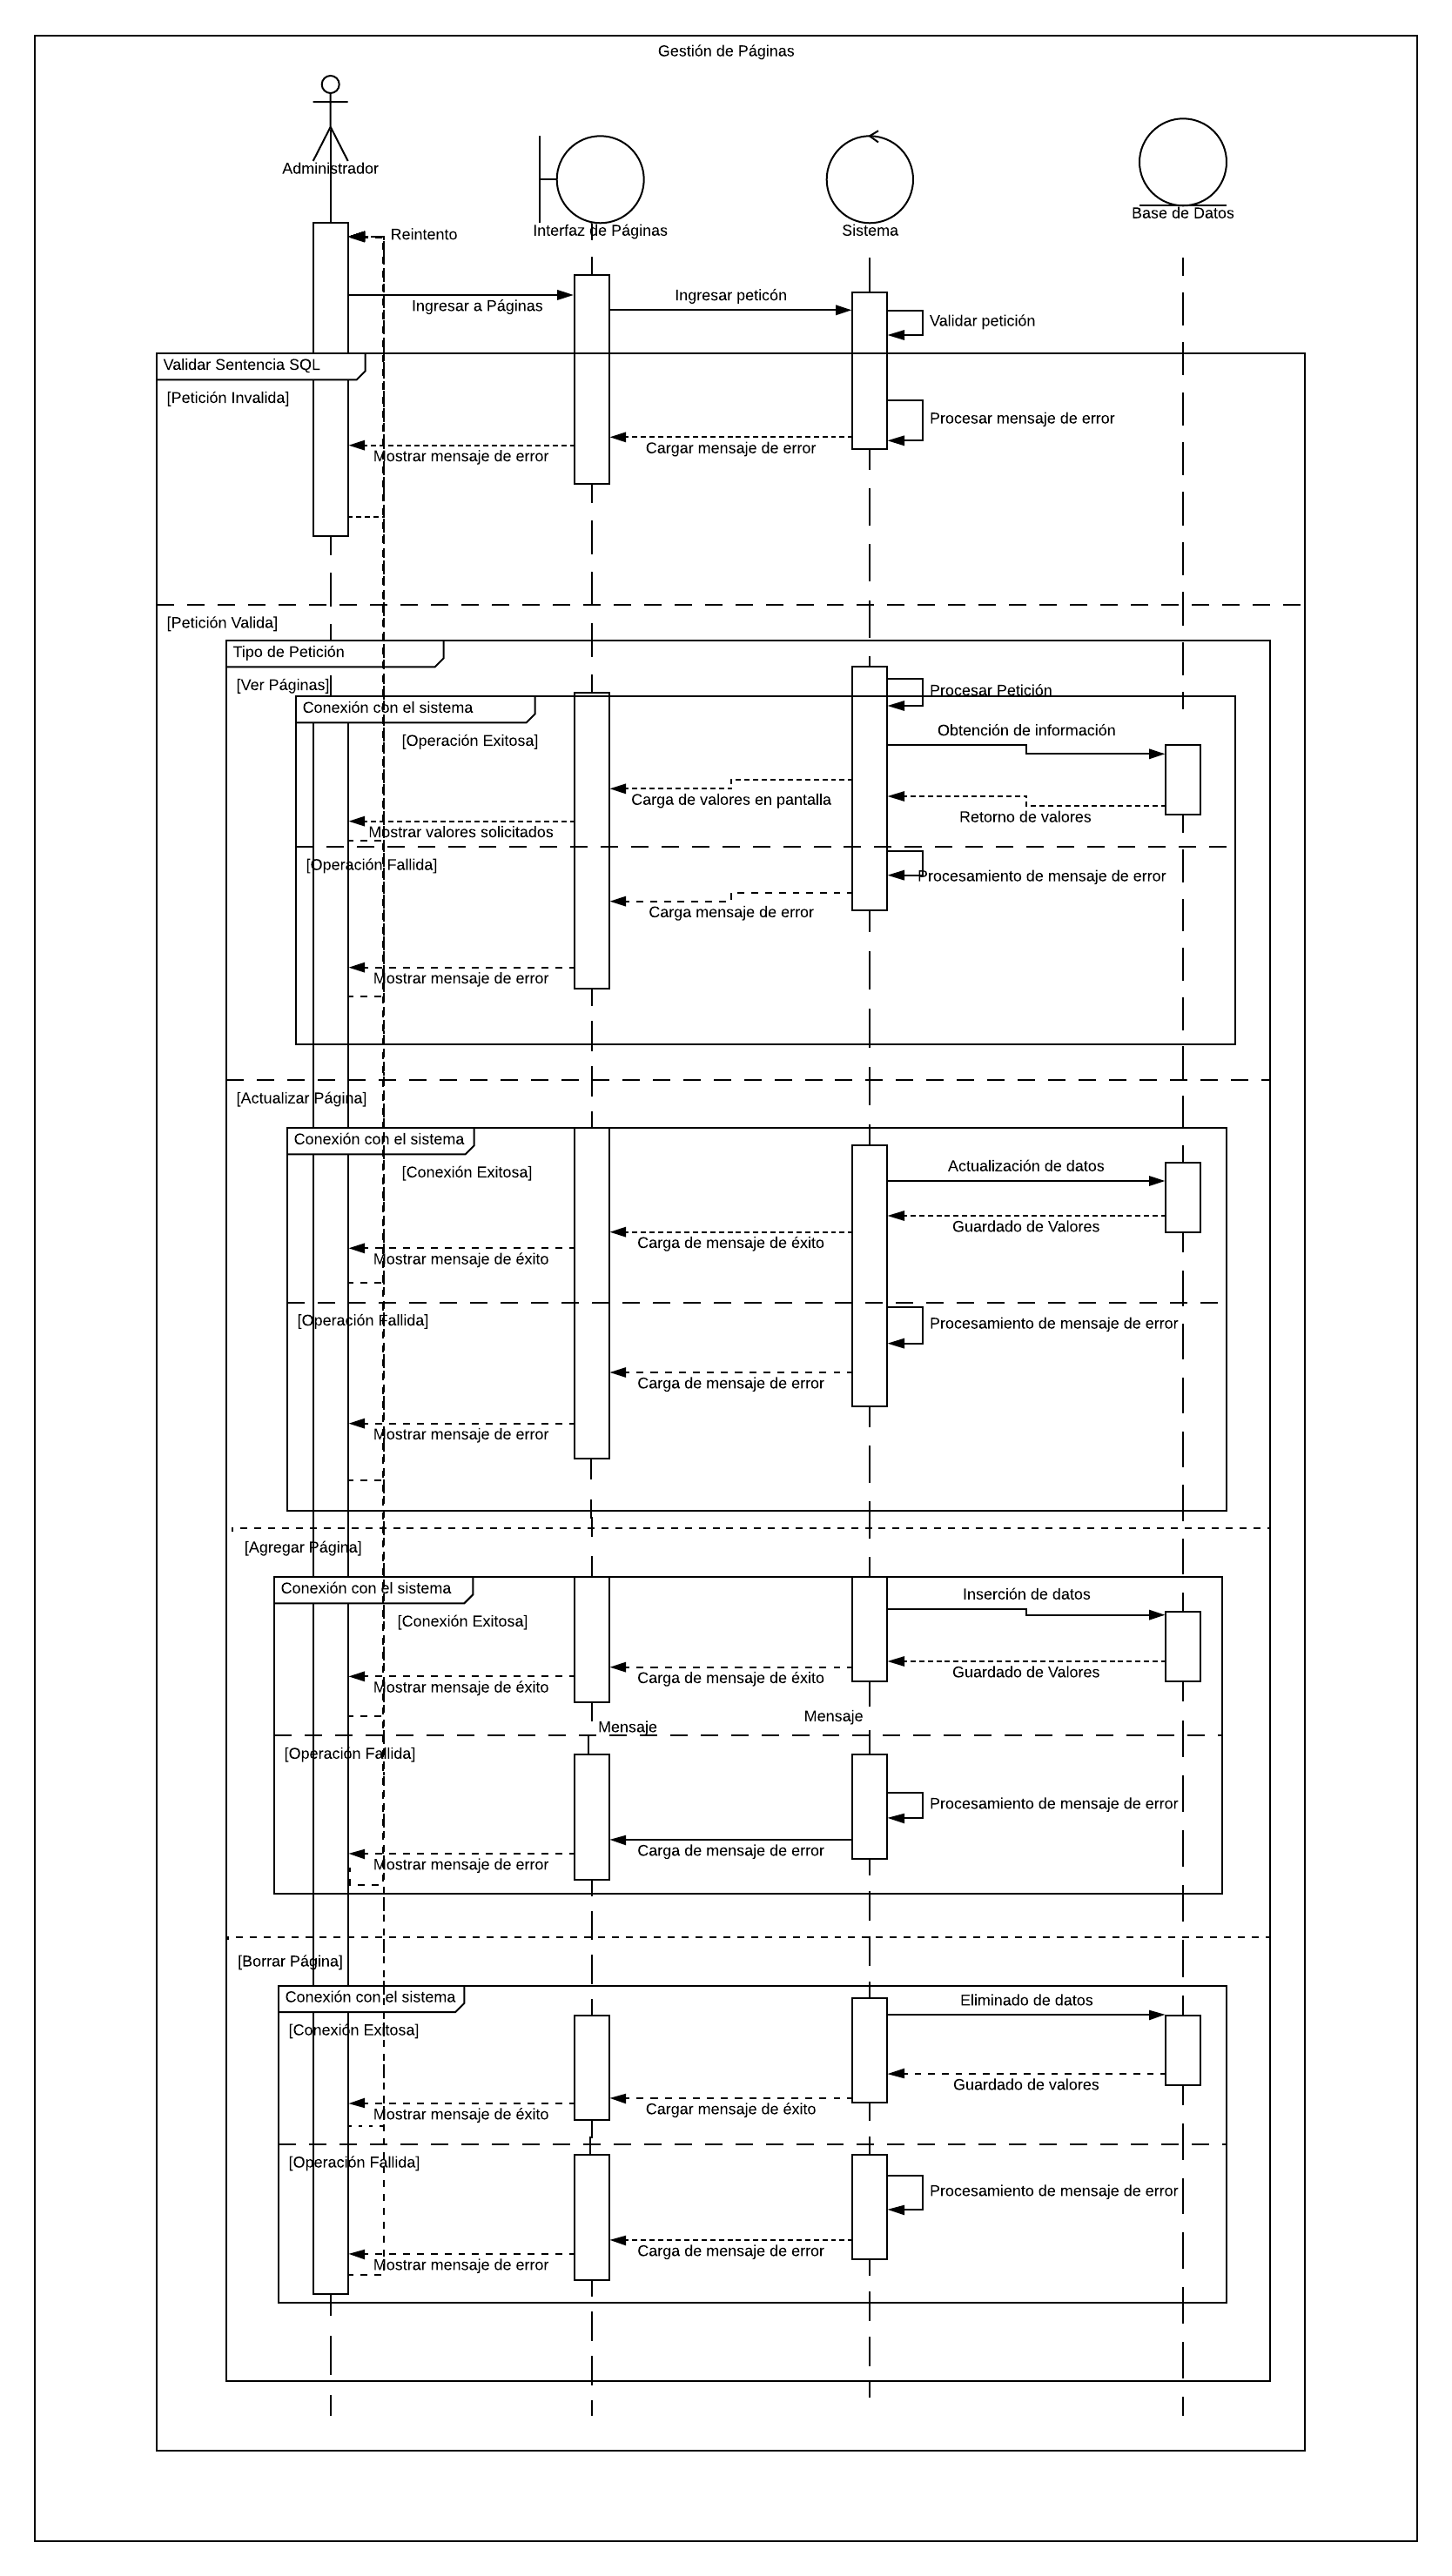 Gestión de Páginas
Administrador
Interfaz de Páginas
Sistema
Base de Datos
Reintento
Ingresar a Páginas
Ingresar peticón
Validar petición
Validar Sentencia SQL
[Petición Invalida]
Procesar mensaje de error
Cargar mensaje de error
Mostrar mensaje de error
[Petición Valida]
Tipo de Petición
[Ver Páginas]
Procesar Petición
Conexión con el sistema
[Operación Exitosa]
Obtención de información
Carga de valores en pantalla
Retorno de valores
Mostrar valores solicitados
[Operación Fallida]
Procesamiento de mensaje de error
Carga mensaje de error
Mostrar mensaje de error
[Actualizar Página]
Conexión con el sistema
[Conexión Exitosa]
Actualización de datos
Guardado de Valores
Carga de mensaje de éxito
Mostrar mensaje de éxito
[Operación Fallida]
Procesamiento de mensaje de error
Carga de mensaje de error
Mostrar mensaje de error
[Agregar Página]
Conexión con el sistema
[Conexión Exitosa]
Inserción de datos
Guardado de Valores
Carga de mensaje de éxito
Mostrar mensaje de éxito
Mensaje
Mensaje
[Operación Fallida]
Procesamiento de mensaje de error
Carga de mensaje de error
Mostrar mensaje de error
[Borrar Página]
Conexión con el sistema
[Conexión Exitosa]
Eliminado de datos
Guardado de valores
Cargar mensaje de éxito
Mostrar mensaje de éxito
[Operación Fallida]
Procesamiento de mensaje de error
Carga de mensaje de error
Mostrar mensaje de error